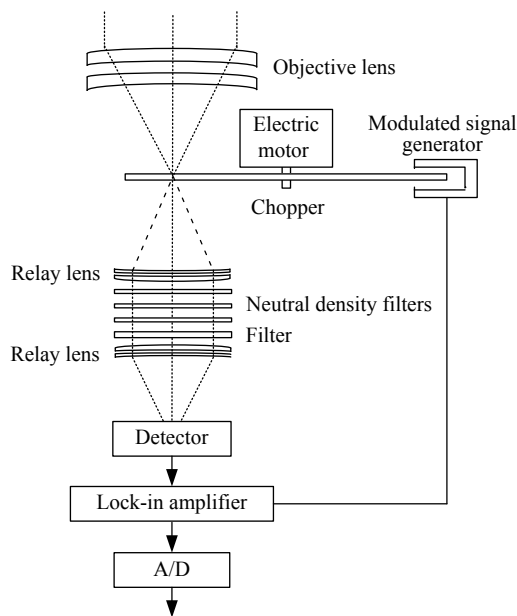 Objective lens
Electric
motor
Modulated signal
generator
Chopper
Relay lens
Neutral density filters
Filter
Relay lens
Detector
Lock-in amplifier
A/D